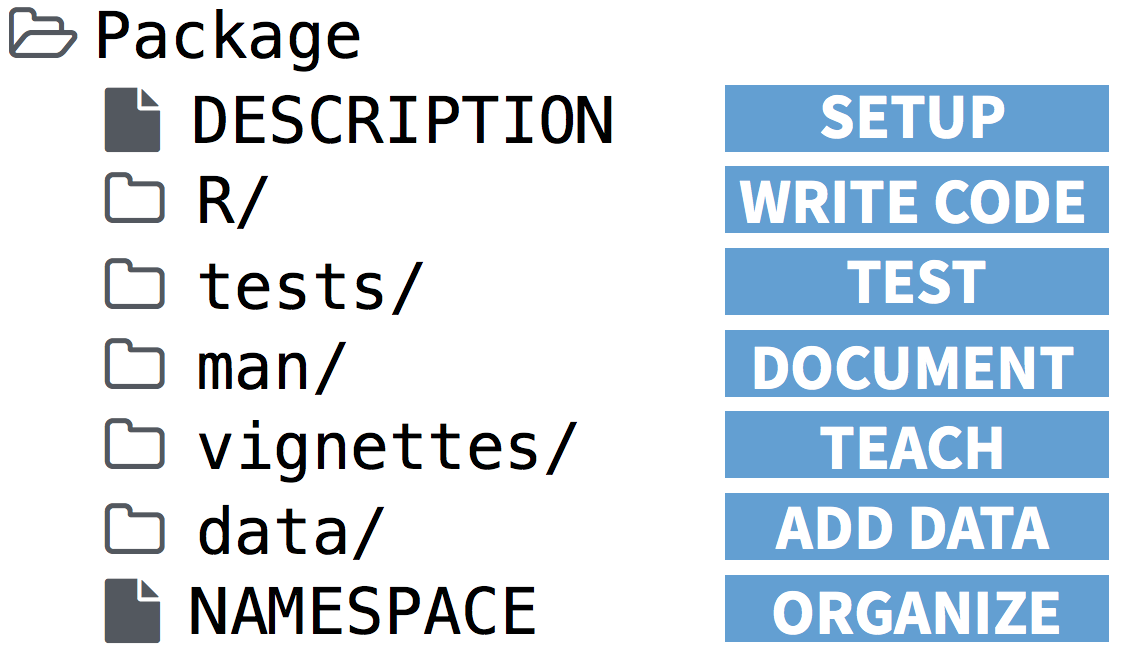 Package
DESCRIPTION SETUP
R/ WRITE CODE
tests/ TEST
man/ DOCUMENT
vignettes/ TEACH
data/ ADD DATA
NAMESPACE ORGANIZE